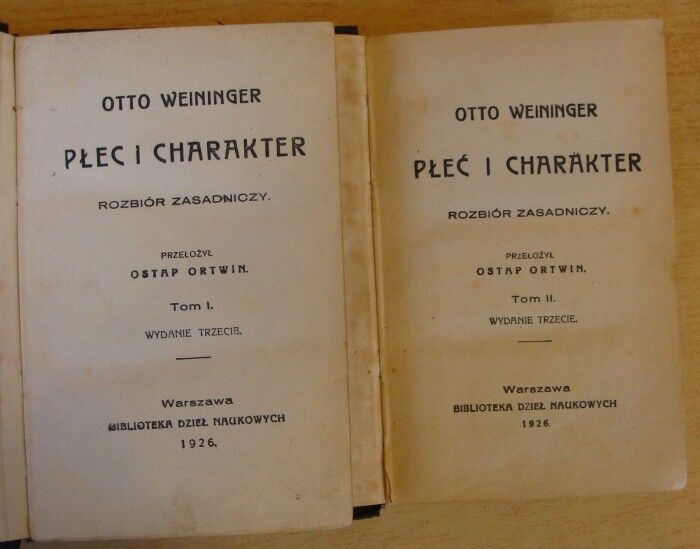 OTTO WEININGER
PŁEC I CHARAKTER
ROZBIÓR ZASADNICZY.
PRZEŁOŻYŁ
OSTAP ORTWIN.
Tom I.
WYDANIE TRZECIE.
Warszawa
BIBLIOTEKA DZIEŁ NAUKOWYCH
1926.
OTTO WEININGER
PŁEĆ I CHARAKTER
ROZBIÓR ZASADNICZY.
PRZEŁOŻYŁ
OSTAP ORTWIN.
Tom II.
WYDANIE TRZECIE.
Warszawa
BIBLIOTEKA DZIEŁ NAUKOWYCH
1926.